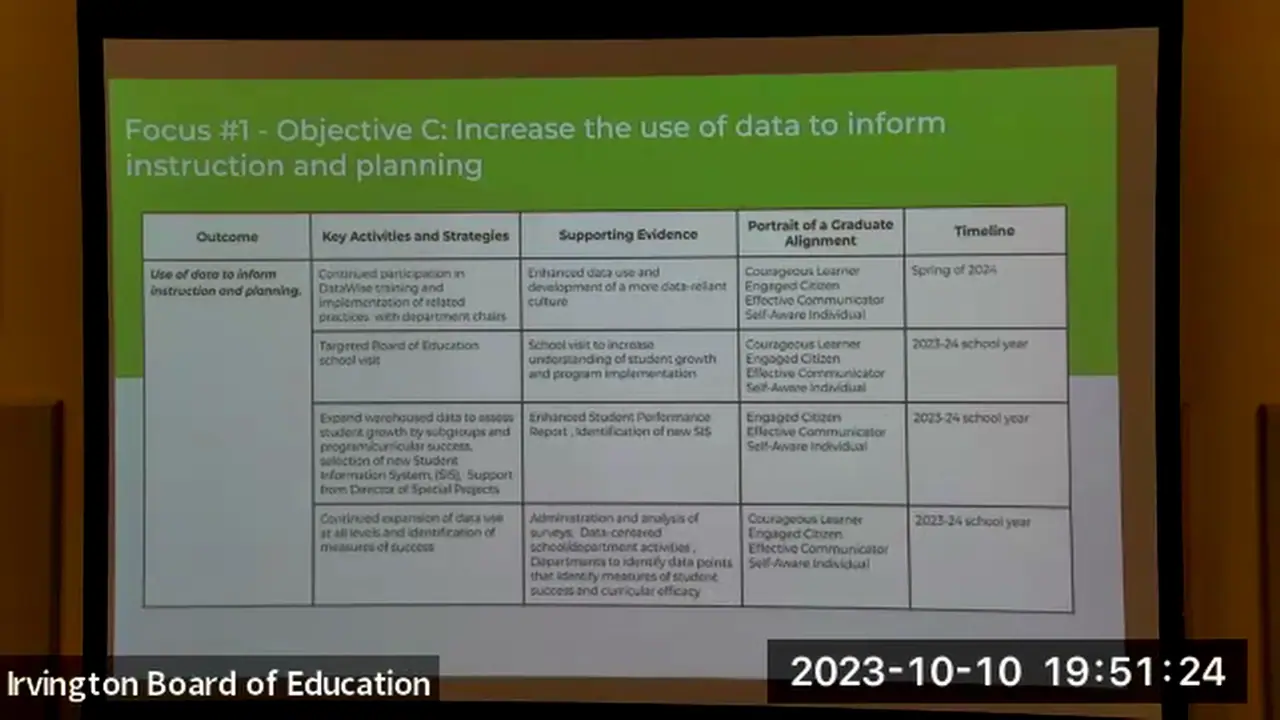 Focus #1 - Objective C: Increase the use of data to inform
instruction and planning
Outcome
Key Activities and Strategies
Supporting Evidence
Portrait of a Graduate
Alignment
Timeline
Use of data to inform
instruction and planning.
Continued participation in
DataWise training and
implementation of related
practices with department chairs
Enhanced data use and
development of a more data-reliant
culture
Courageous Learner
Engaged Citizen
Effective Communicator
Self-Aware Individual
Spring of 2024
Targeted Board of Education
school visit
School visit to increase
understanding of student growth
and program implementation
Courageous Learner
Engaged Citizen
Effective Communicator
Self-Aware Individual
2023-24 school year
Expand warehoused data to assess
student growth by subgroups and
program/curricular success,
selection of new Student
Information System, (SIS), Support
from Director of Special Projects
Enhanced Student Performance
Report , Identification of new SIS
Engaged Citizen
Effective Communicator
Self-Aware Individual
2023-24 school year
Continued expansion of data use
at all levels and identification of
measures of success
Administration and analysis of
surveys, Data-centered
school/department activities ,
Departments to identify data points
that identify measures of student
success and curricular efficacy
Courageous Learner
Engaged Citizen
Effective Communicator
Self-Aware Individual
2023-24 school year
Irvington Board of Education
2023-10-10 19:51:24